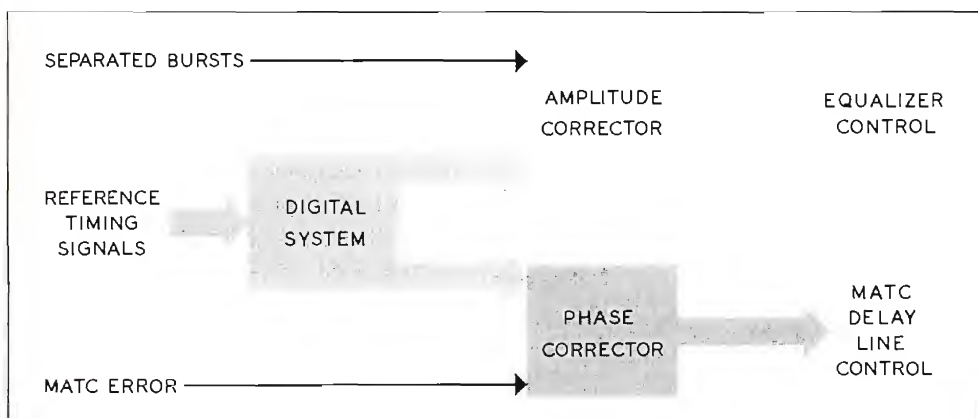 SEPARATED BURSTS
AMPLITUDE
CORRECTOR
EQUALIZER
CONTROL
REFERENCE
TIMING
SIGNALS
DIGITAL
SYSTEM
PHASE
CORRECTOR
MATC
DELAY
LINE
CONTROL
MATC ERROR